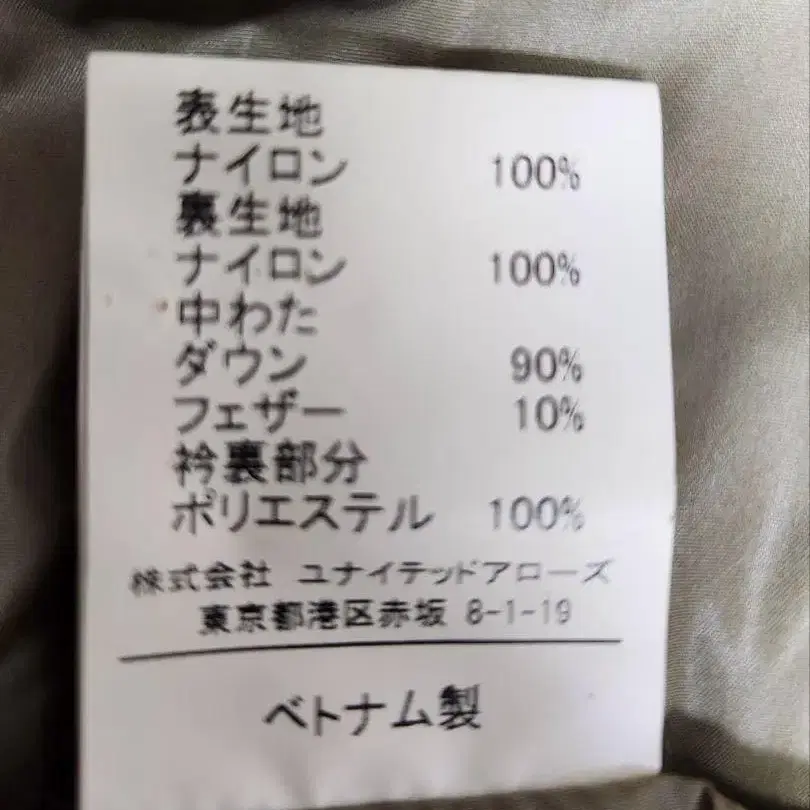 表生地
ナイロン 100%
裏生地
ナイロン 100%
中わた
ダウン 90%
フェザー 10%
衿裏部分
ポリエステル 100%
株式会社 ユナイテッドアローズ
東京都港区赤坂 8-1-19
ベトナム製